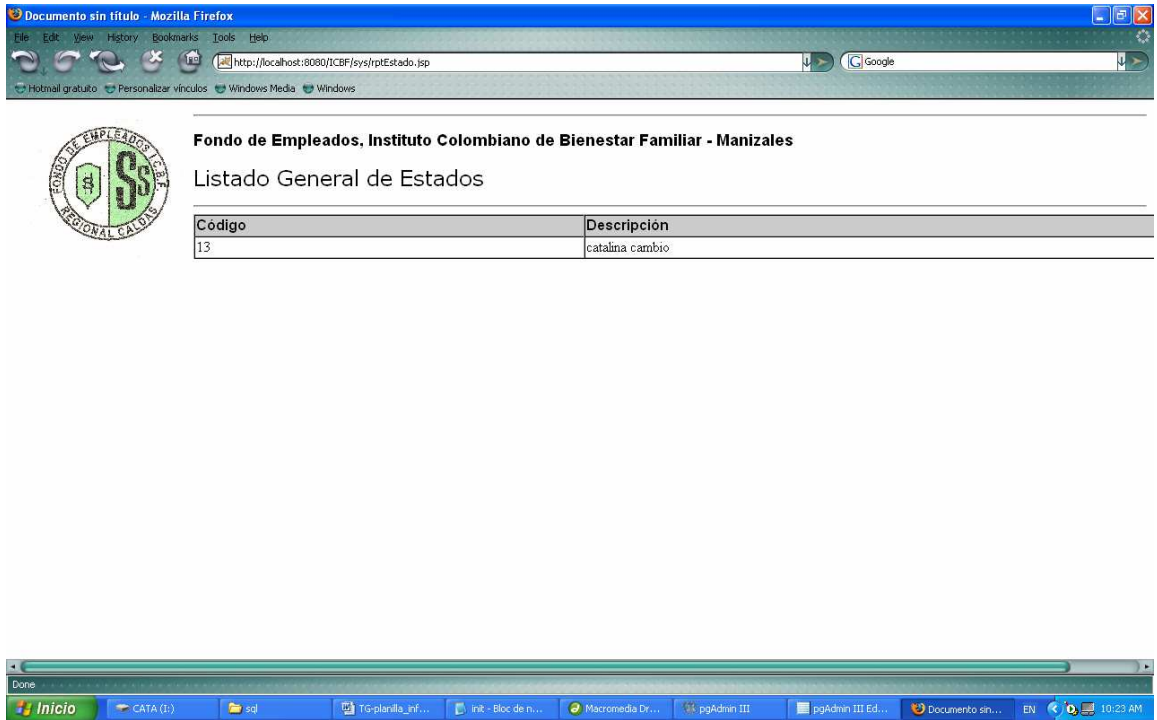 Documento sin título - Mozilla Firefox
File Edit View History Bookmarks Tools Help
http://localhost:8080/ICBF/sys/rptEstado.jsp
Google
Hotmail gratuito Personalizar vínculos Windows Media Windows
FONDO DE EMPLEADOS I.C.B.F.
SS
REGIONAL CALDAS
Fondo de Empleados, Instituto Colombiano de Bienestar Familiar - Manizales
Listado General de Estados
Código Descripción
13 catalina cambio
Done
Inicio CATA (I:) sql TG-planilla_inf... init - Bloc de n... Macromedia Dr... pgAdmin III pgAdmin III Ed... Documento sin... EN 10:23 AM